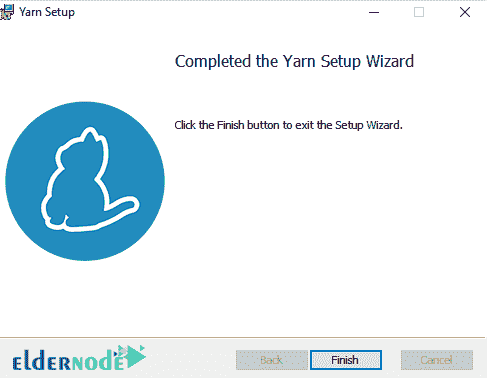 Yarn Setup
Completed the Yarn Setup Wizard
Click the Finish button to exit the Setup Wizard.
eldernode
Back
Finish
Cancel